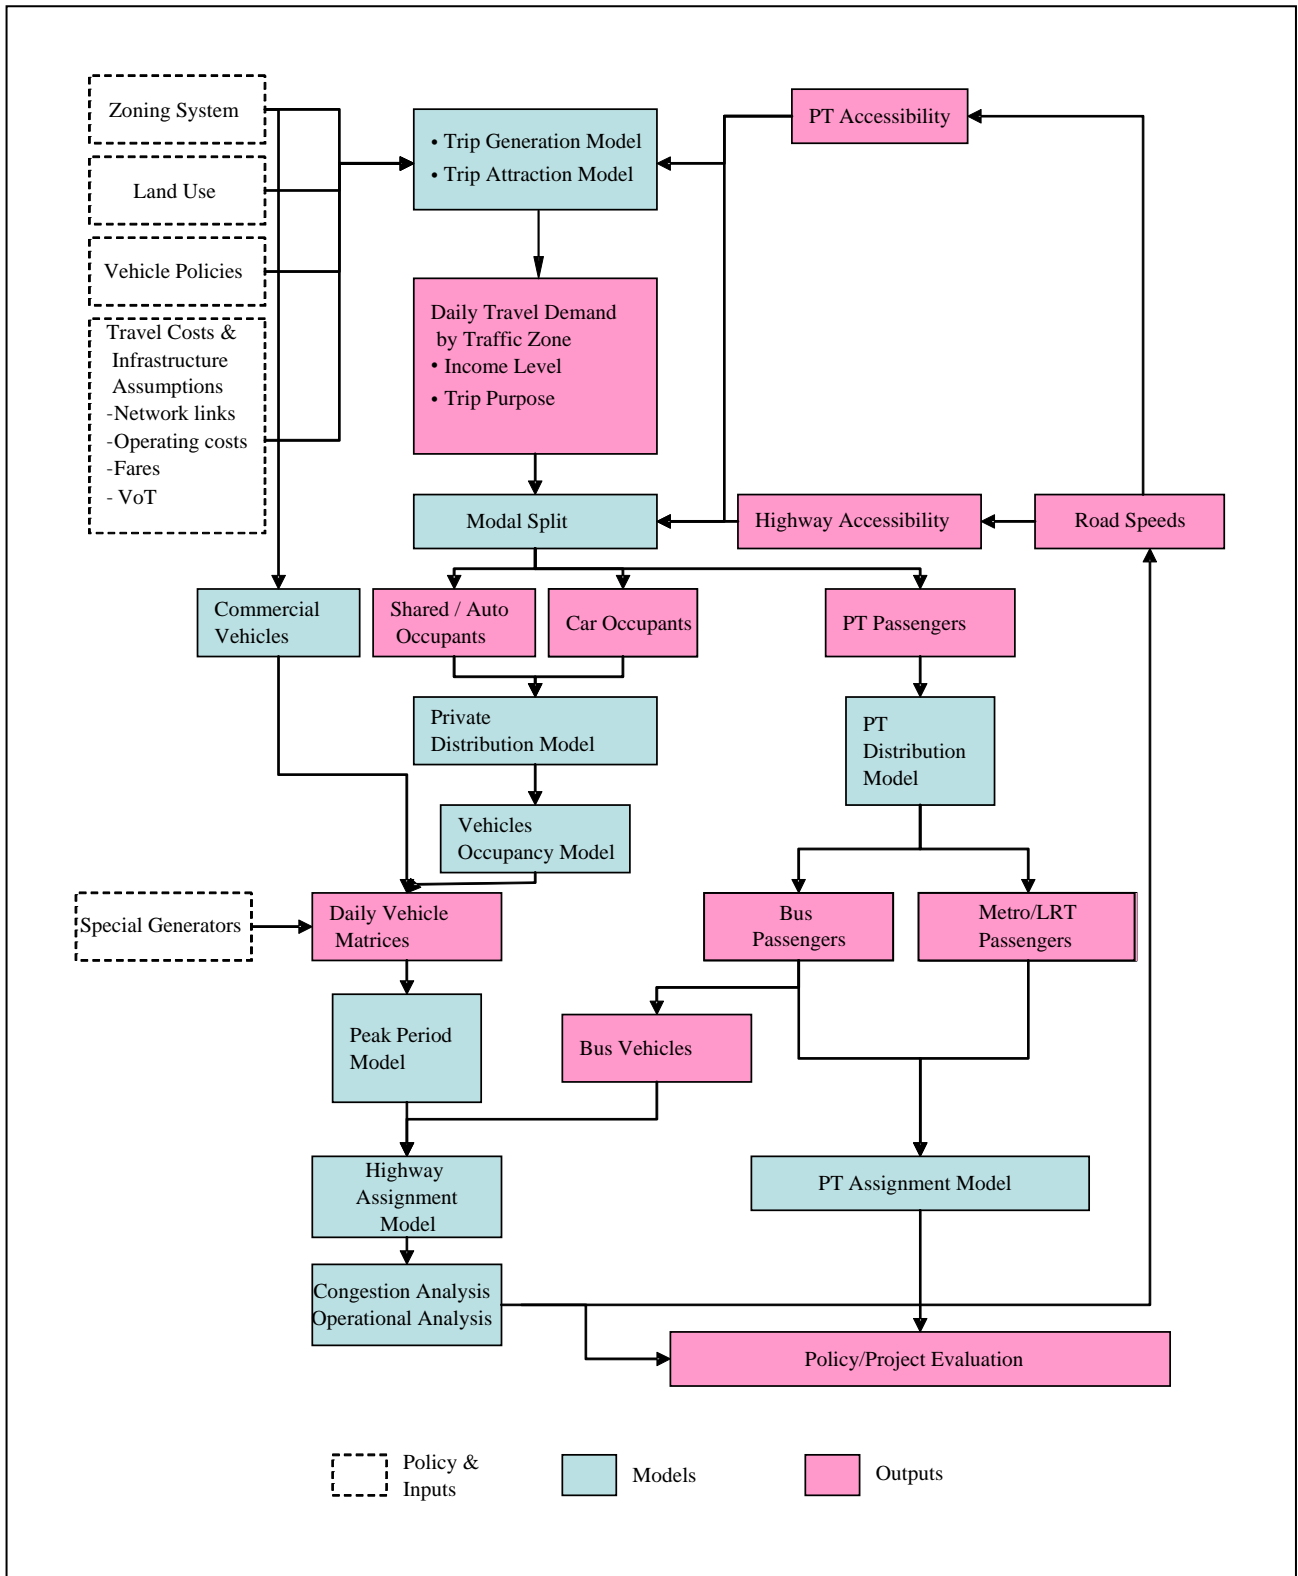 Zoning System
Land Use
Vehicle Policies
Travel Costs &
Infrastructure
Assumptions
-Network links
-Operating costs
-Fares
- VoT
• Trip Generation Model
• Trip Attraction Model
PT Accessibility
Daily Travel Demand
by Traffic Zone
• Income Level
• Trip Purpose
Modal Split
Highway Accessibility
Road Speeds
Commercial
Vehicles
Shared / Auto
Occupants
Car Occupants
PT Passengers
Private
Distribution Model
PT
Distribution
Model
Vehicles
Occupancy Model
Special Generators
Daily Vehicle
Matrices
Bus
Passengers
Metro/LRT
Passengers
Peak Period
Model
Bus Vehicles
Highway
Assignment
Model
PT Assignment Model
Congestion Analysis
Operational Analysis
Policy/Project Evaluation
Policy &
Inputs
Models
Outputs